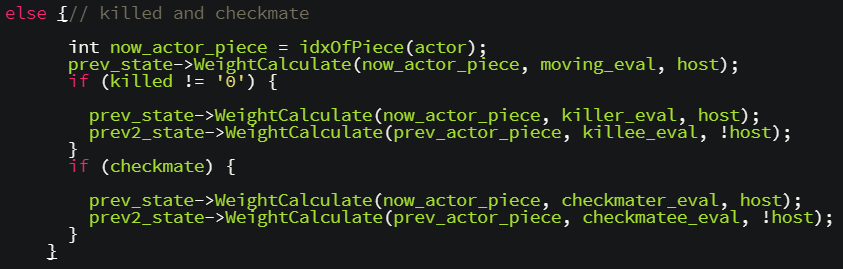 else {// killed and checkmate
int now_actor_piece = idxOfPiece(actor);
prev_state->WeightCalculate(now_actor_piece, moving_eval, host);
if (killed != '0') {
prev_state->WeightCalculate(now_actor_piece, killer_eval, host);
prev2_state->WeightCalculate(prev_actor_piece, killee_eval, !host);
}
if (checkmate) {
prev_state->WeightCalculate(now_actor_piece, checkmater_eval, host);
prev2_state->WeightCalculate(prev_actor_piece, checkmatee_eval, !host);
}
}